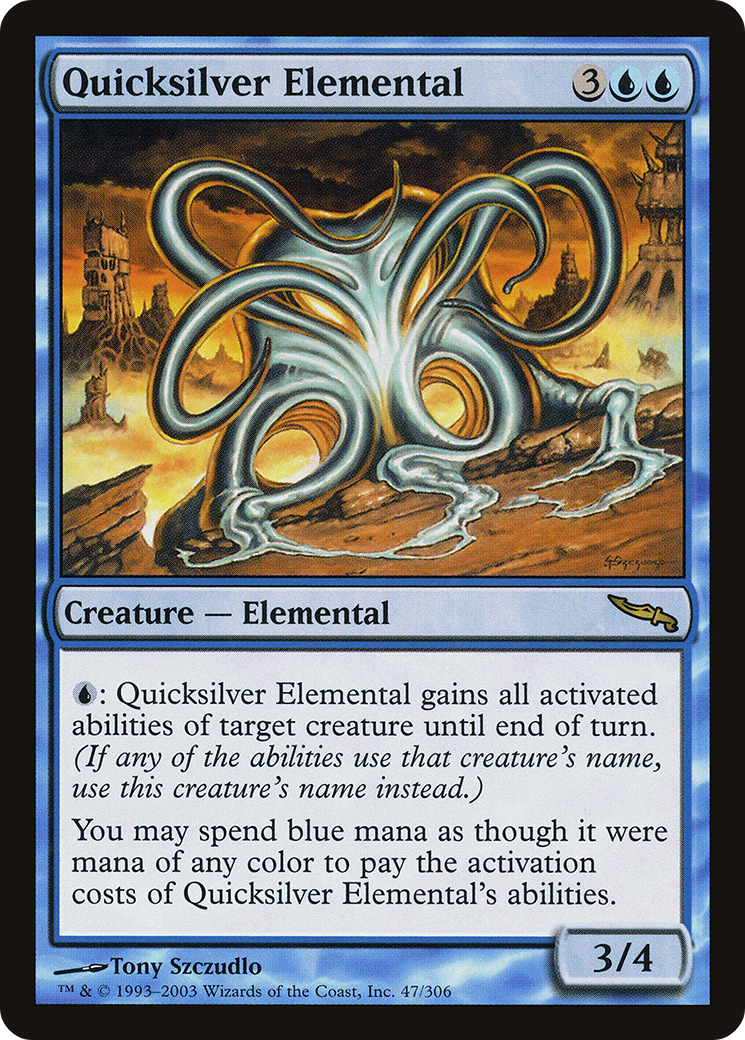 Quicksilver Elemental 3
Creature — Elemental
: Quicksilver Elemental gains all activated
abilities of target creature until end of turn.
(If any of the abilities use that creature's name,
use this creature's name instead.)
You may spend blue mana as though it were
mana of any color to pay the activation
costs of Quicksilver Elemental's abilities.
3/4
Tony Szczudlo
™ & © 1993–2003 Wizards of the Coast, Inc. 47/306